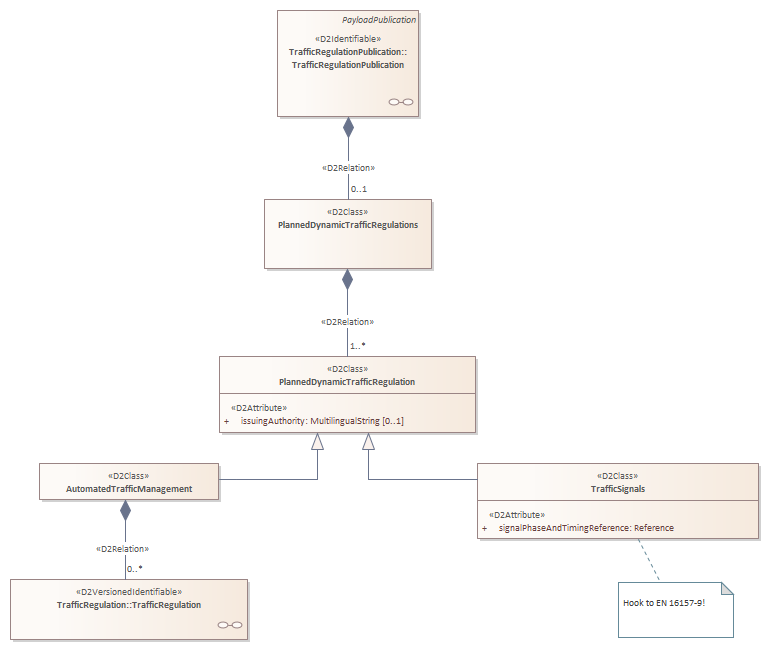 PayloadPublication
«D2Identifiable»
TrafficRegulationPublication::
TrafficRegulationPublication
«D2Relation»
0..1
«D2Class»
PlannedDynamicTrafficRegulations
«D2Relation»
1..*
«D2Class»
PlannedDynamicTrafficRegulation
«D2Attribute»
+ issuingAuthority: MultilingualString [0..1]
«D2Class»
AutomatedTrafficManagement
«D2Class»
TrafficSignals
«D2Attribute»
+ signalPhaseAndTimingReference: Reference
«D2Relation»
0..*
«D2VersionedIdentifiable»
TrafficRegulation::TrafficRegulation
Hook to EN 16157-9!